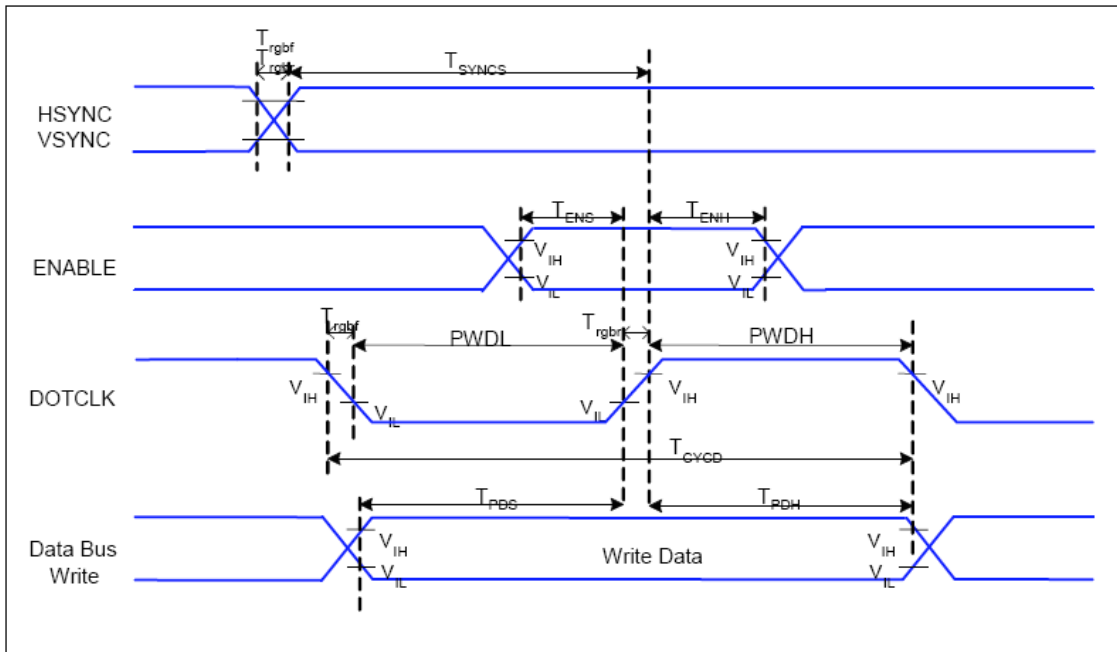 Trgbf
Trgbr
TSYNCS
HSYNC
VSYNC
TENS
TENH
VIH
VIH
ENABLE
VIL
VIL
Trgbf
PWDL
Trgbr
PWDH
DOTCLK
VIH
VIL
VIL
VIH
VIH
TCYCD
TPDS
TPDH
Data Bus
Write
VIH
Write Data
VIH
VIL
VIL